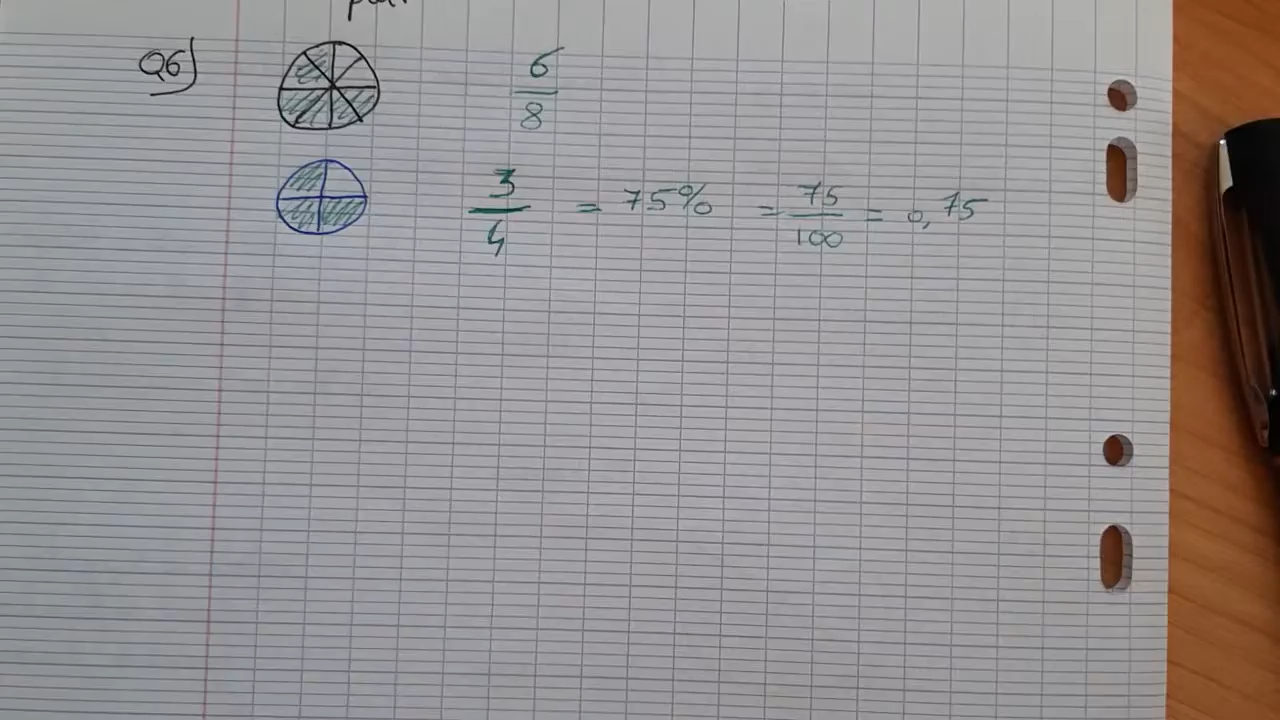 Q6)
6/8
3/4 = 75% = 75/100 = 0,75